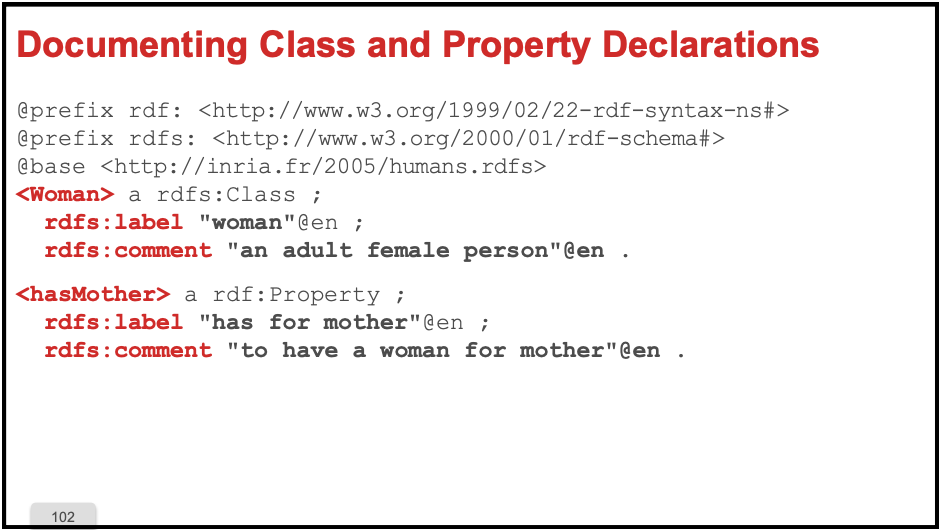 Documenting Class and Property Declarations
@prefix rdf: <http://www.w3.org/1999/02/22-rdf-syntax-ns#>
@prefix rdfs: <http://www.w3.org/2000/01/rdf-schema#>
@base <http://inria.fr/2005/humans.rdfs>
<Woman> a rdfs:Class ;
rdfs:label "woman"@en ;
rdfs:comment "an adult female person"@en .
<hasMother> a rdf:Property ;
rdfs:label "has for mother"@en ;
rdfs:comment "to have a woman for mother"@en .
102